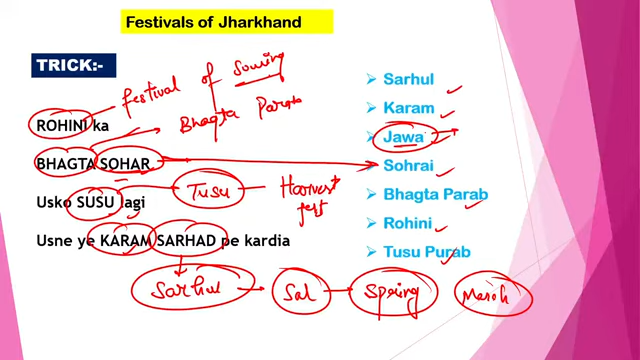 Festivals of Jharkhand
TRICK:-
ROHINI ka
BHAGTA SOHAR
Usko SUSU lagi
Usne ye KARAM SARHAD pe kardia
festival of Sowing
Bhagta Parab
Tusu
Harvest fest
Sarhul
Sal
Spring
March
Sarhul
Karam
Jawa
Sohrai
Bhagta Parab
Rohini
Tusu Purab